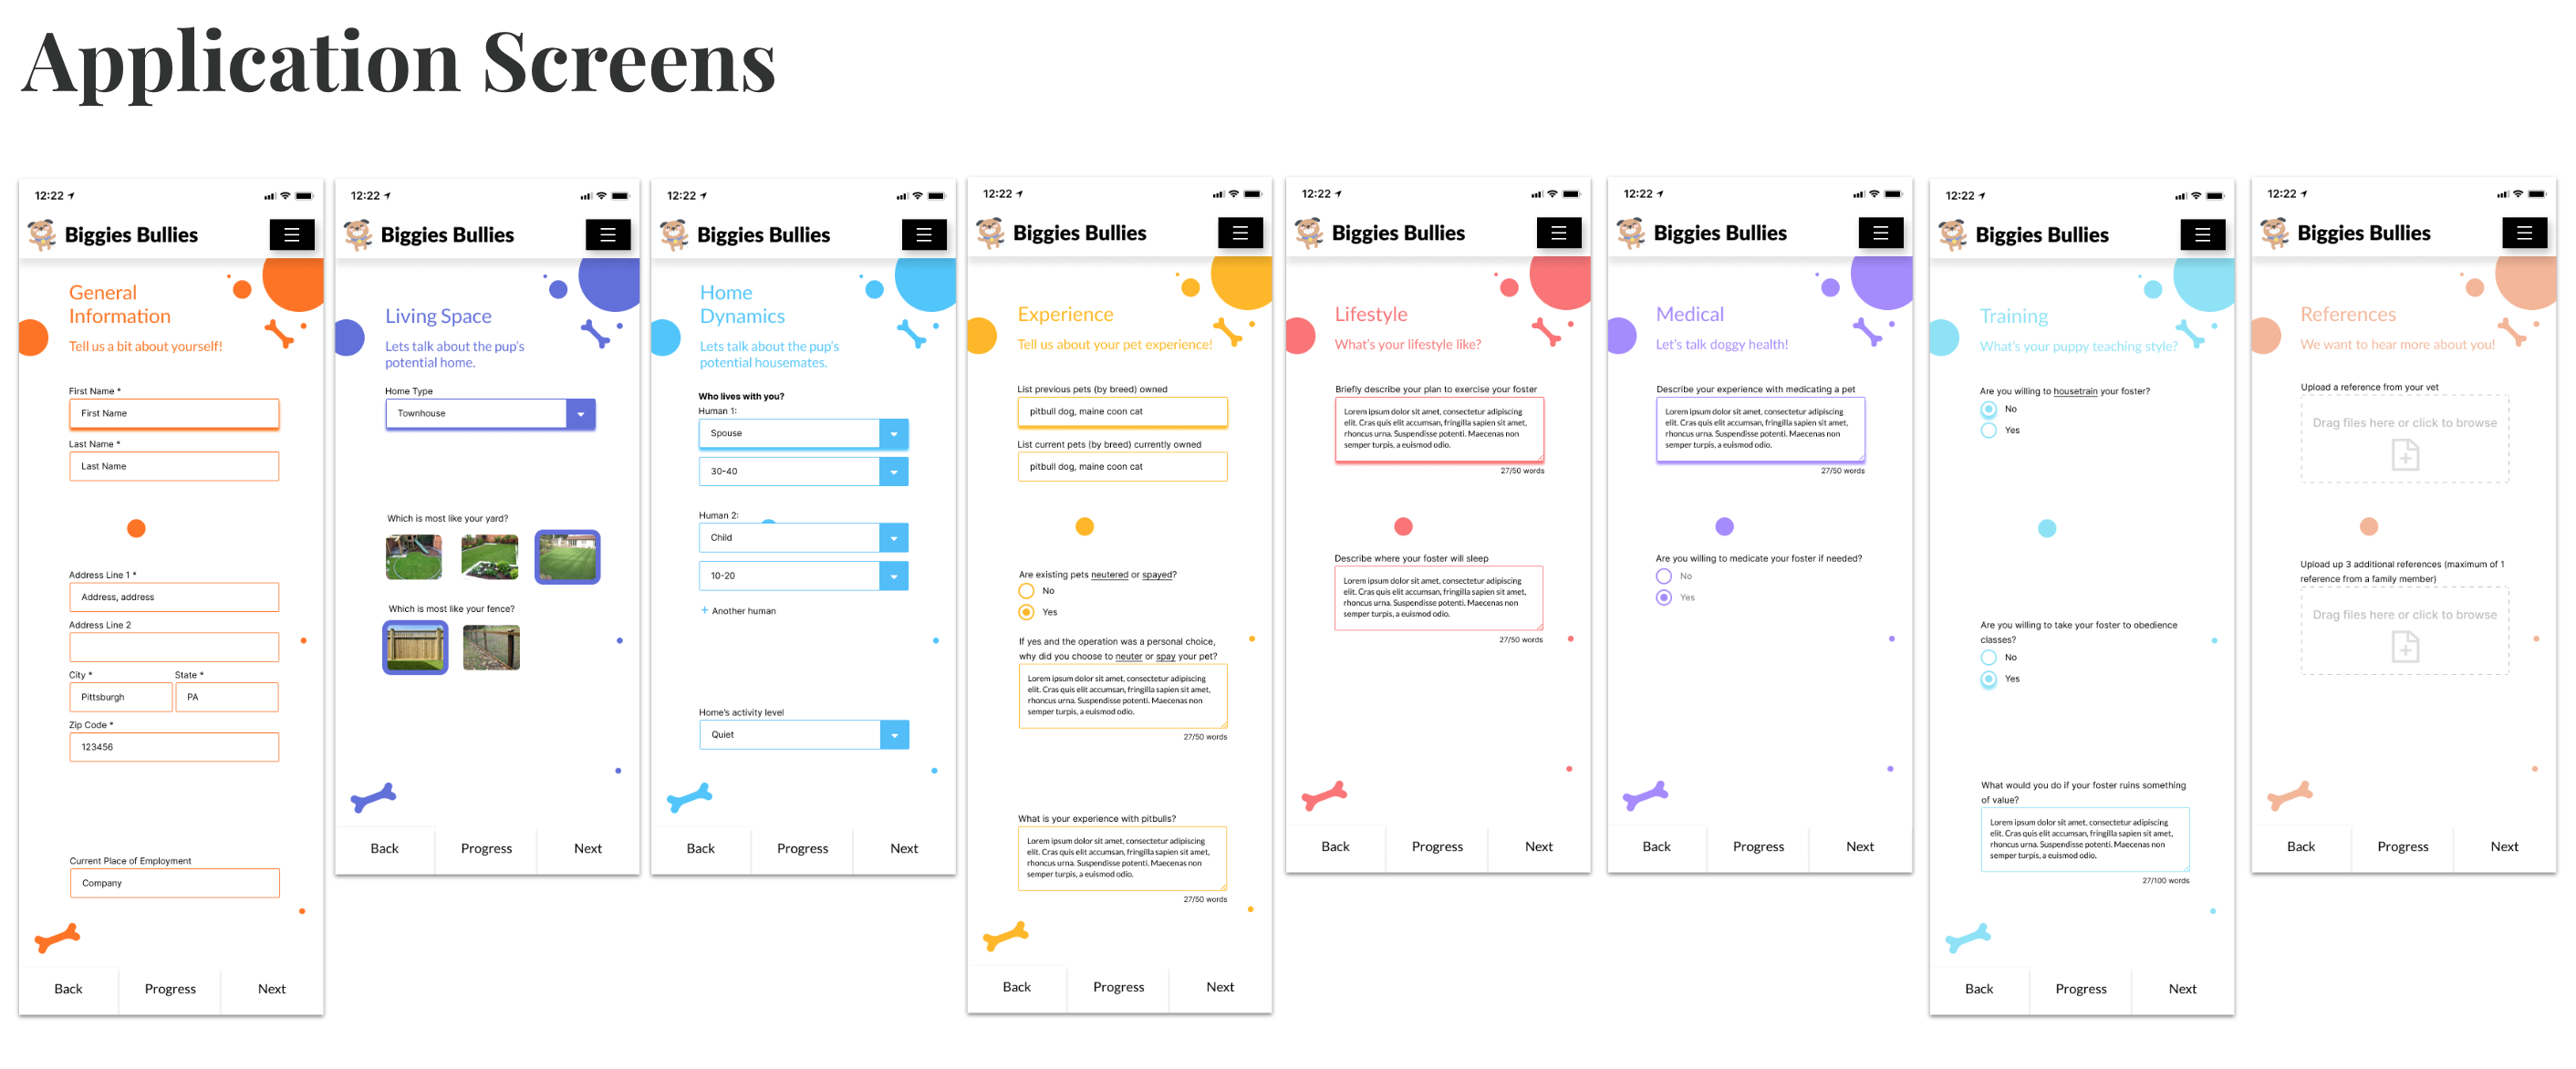 Application Screens
12:22
Biggies Bullies
General
Information
Tell us a bit about yourself!
First Name *
First Name
Last Name *
Last Name
Address Line 1 *
Address, address
Address Line 2
City *
State *
Pittsburgh
PA
Zip Code *
123456
Current Place of Employment
Company
Back
Progress
Next
12:22
Biggies Bullies
Living Space
Lets talk about the pup's
potential home.
Home Type
Townhouse
Which is most like your yard?
Which is most like your fence?
Back
Progress
Next
12:22
Biggies Bullies
Home
Dynamics
Lets talk about the pup's
potential housemates.
Who lives with you?
Human 1:
Spouse
30-40
Human 2:
Child
10-20
+ Another human
Home's activity level
Quiet
Back
Progress
Next
12:22
Biggies Bullies
Experience
Tell us about your pet experience!
List previous pets (by breed) owned
pitbull dog, maine coon cat
List current pets (by breed) currently owned
pitbull dog, maine coon cat
Are existing pets neutered or spayed?
No
Yes
If yes and the operation was a personal choice,
why did you choose to neuter or spay your pet?
Lorem ipsum dolor sit amet, consectetur adipiscing
elit. Cras quis elit accumsan, fringilla sapien sit amet,
rhoncus urna. Suspendisse potenti. Maecenas non
semper turpis, a euismod odio.
27/50 words
What is your experience with pitbulls?
Lorem ipsum dolor sit amet, consectetur adipiscing
elit. Cras quis elit accumsan, fringilla sapien sit amet,
rhoncus urna. Suspendisse potenti. Maecenas non
semper turpis, a euismod odio.
27/50 words
Back
Progress
Next
12:22
Biggies Bullies
Lifestyle
What's your lifestyle like?
Briefly describe your plan to exercise your foster
Lorem ipsum dolor sit amet, consectetur adipiscing
elit. Cras quis elit accumsan, fringilla sapien sit amet,
rhoncus urna. Suspendisse potenti. Maecenas non
semper turpis, a euismod odio.
27/50 words
Describe where your foster will sleep
Lorem ipsum dolor sit amet, consectetur adipiscing
elit. Cras quis elit accumsan, fringilla sapien sit amet,
rhoncus urna. Suspendisse potenti. Maecenas non
semper turpis, a euismod odio.
27/50 words
Back
Progress
Next
12:22
Biggies Bullies
Medical
Let's talk doggy health!
Describe your experience with medicating a pet
Lorem ipsum dolor sit amet, consectetur adipiscing
elit. Cras quis elit accumsan, fringilla sapien sit amet,
rhoncus urna. Suspendisse potenti. Maecenas non
semper turpis, a euismod odio.
27/50 words
Are you willing to medicate your foster if needed?
No
Yes
Back
Progress
Next
12:22
Biggies Bullies
Training
What's your puppy teaching style?
Are you willing to housetrain your foster?
No
Yes
Are you willing to take your foster to obedience
classes?
No
Yes
What would you do if your foster ruins something
of value?
Lorem ipsum dolor sit amet, consectetur adipiscing
elit. Cras quis elit accumsan, fringilla sapien sit amet,
rhoncus urna. Suspendisse potenti. Maecenas non
semper turpis, a euismod odio.
27/100 words
Back
Progress
Next
12:22
Biggies Bullies
References
We want to hear more about you!
Upload a reference from your vet
Drag files here or click to browse
Upload up 3 additional references (maximum of 1
reference from a family member)
Drag files here or click to browse
Back
Progress
Next